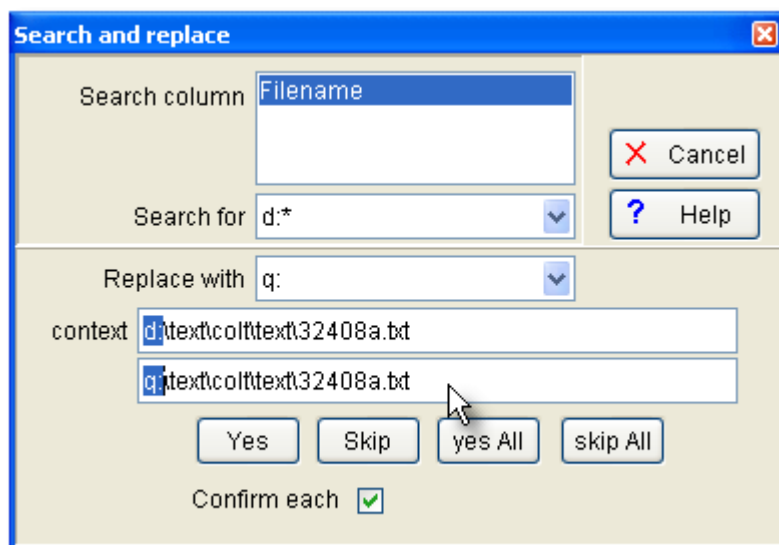 Search and replace
Search column Filename
Cancel
Search for d:*
? Help
Replace with q:
context d:\text\colt\text\32408a.txt
q:\text\colt\text\32408a.txt
Yes Skip yes All skip All
Confirm each